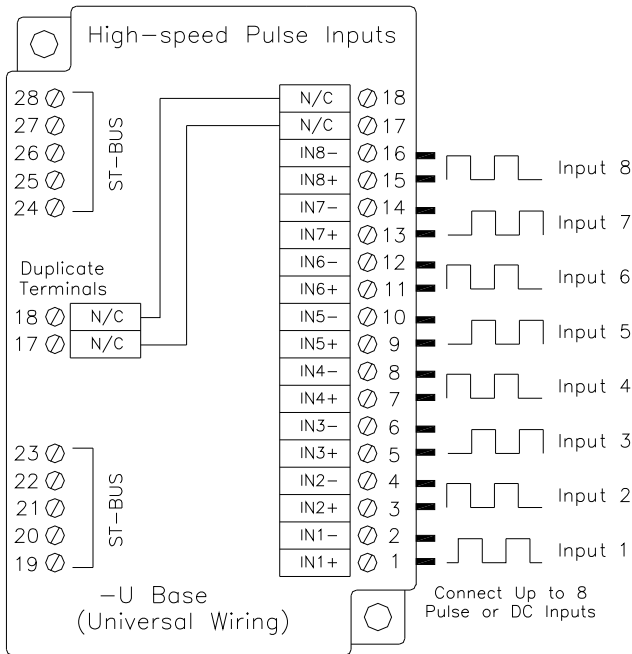 High-speed Pulse Inputs
28
27
26
25
24
ST-BUS
Duplicate
Terminals
18 N/C
17 N/C
23
22
21
20
19
ST-BUS
N/C 18
N/C 17
IN8- 16
IN8+ 15
IN7- 14
IN7+ 13
IN6- 12
IN6+ 11
IN5- 10
IN5+ 9
IN4- 8
IN4+ 7
IN3- 6
IN3+ 5
IN2- 4
IN2+ 3
IN1- 2
IN1+ 1
Input 8
Input 7
Input 6
Input 5
Input 4
Input 3
Input 2
Input 1
-U Base
(Universal Wiring)
Connect Up to 8
Pulse or DC Inputs